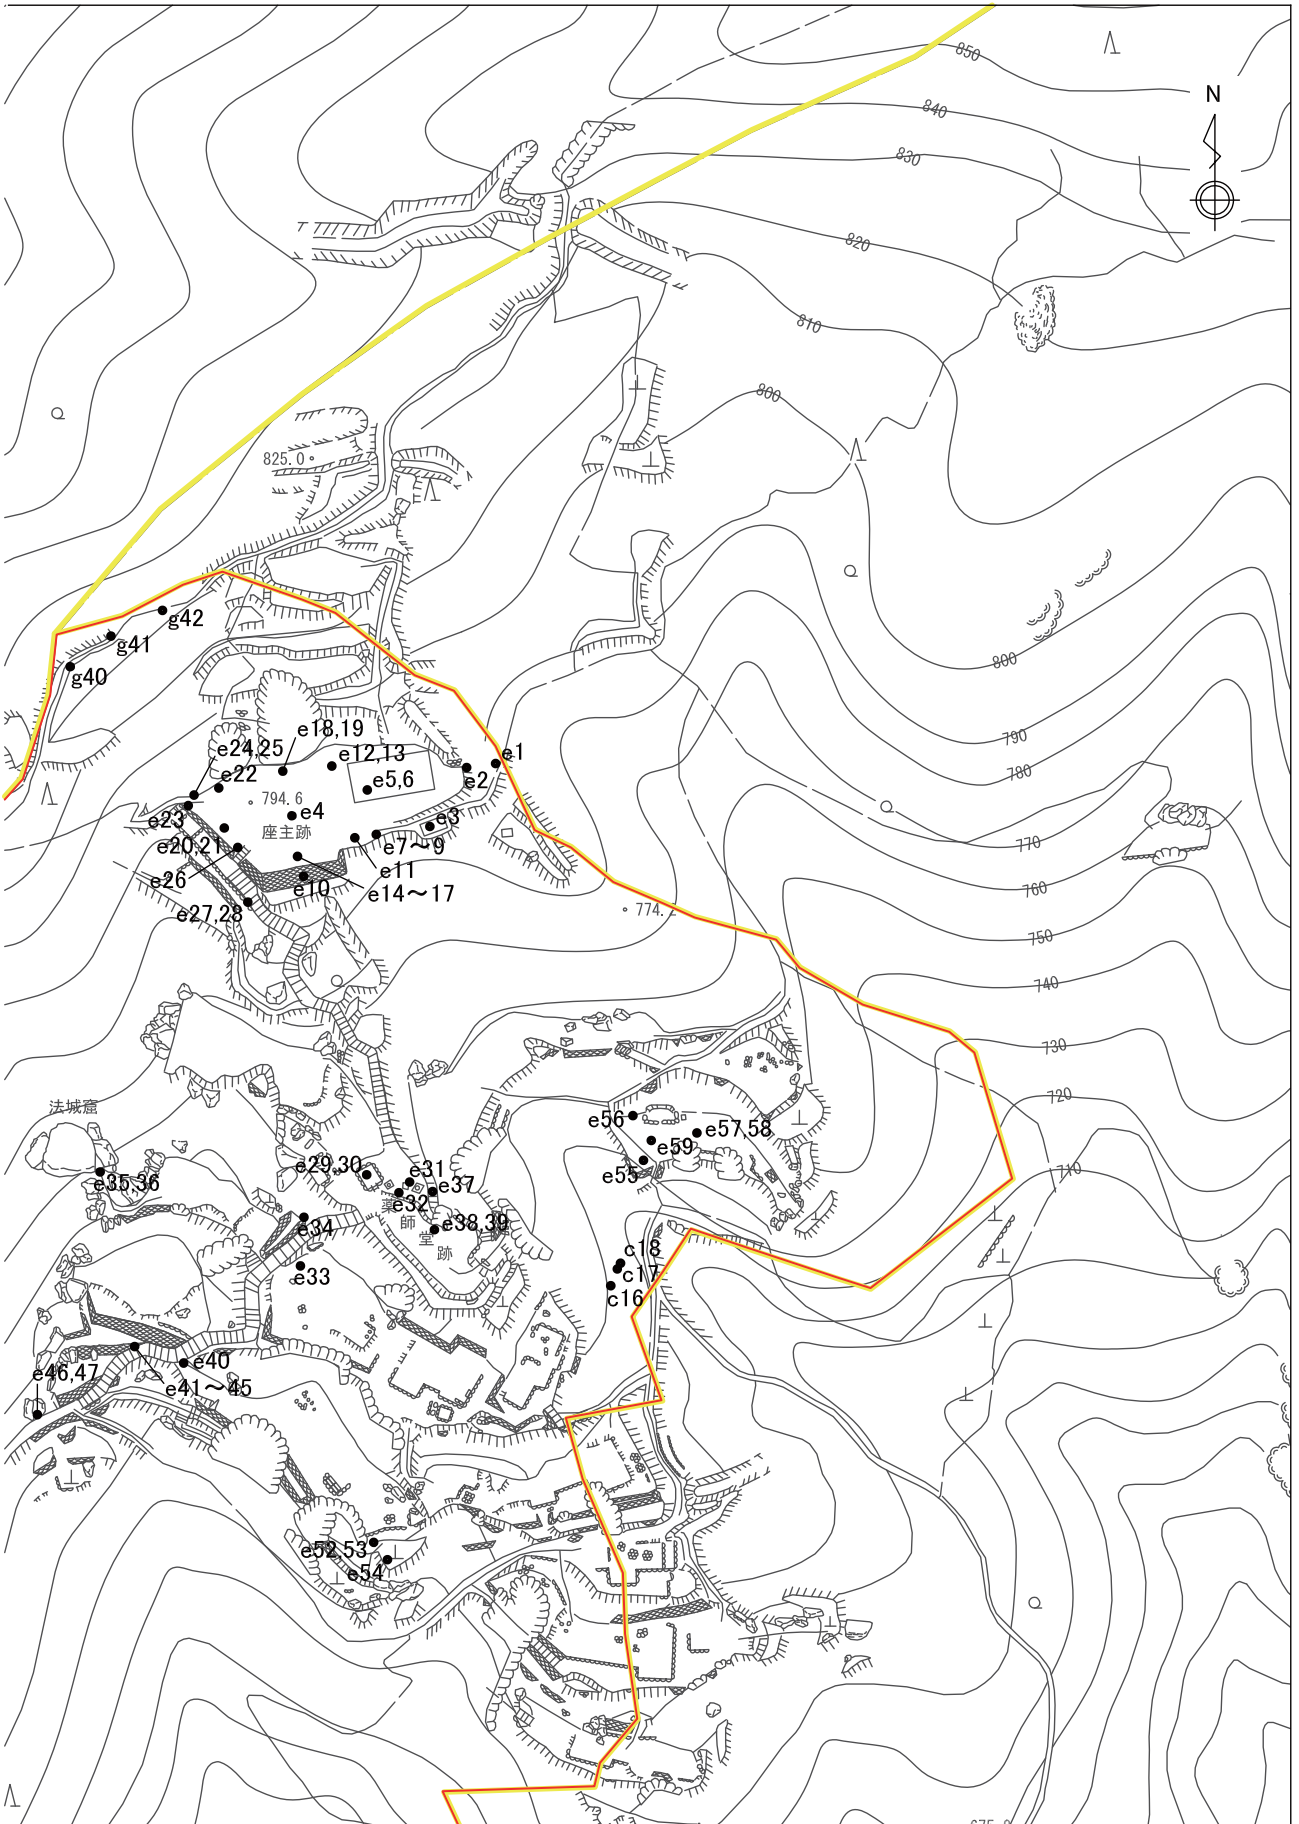 850
N
840
830
820
810
800
825.0
g42
g41
800
g40
e18,19
790
e24,25
e12,13
e1
e22
e5,6
e2
780
794.6
e4
e23
e3
座主跡
770
e20,21
e7～9
e26
e11
e10
e14～17
760
e27,28
774.
750
740
730
720
法城窟
e56
e57,58
e59
e29,30
e31
e55
710
e35,36
e37
e32
薬
師
堂
跡
e34
e38,39
c18
e33
c17
c16
e40
e46,47
e41～45
e52,53
e54